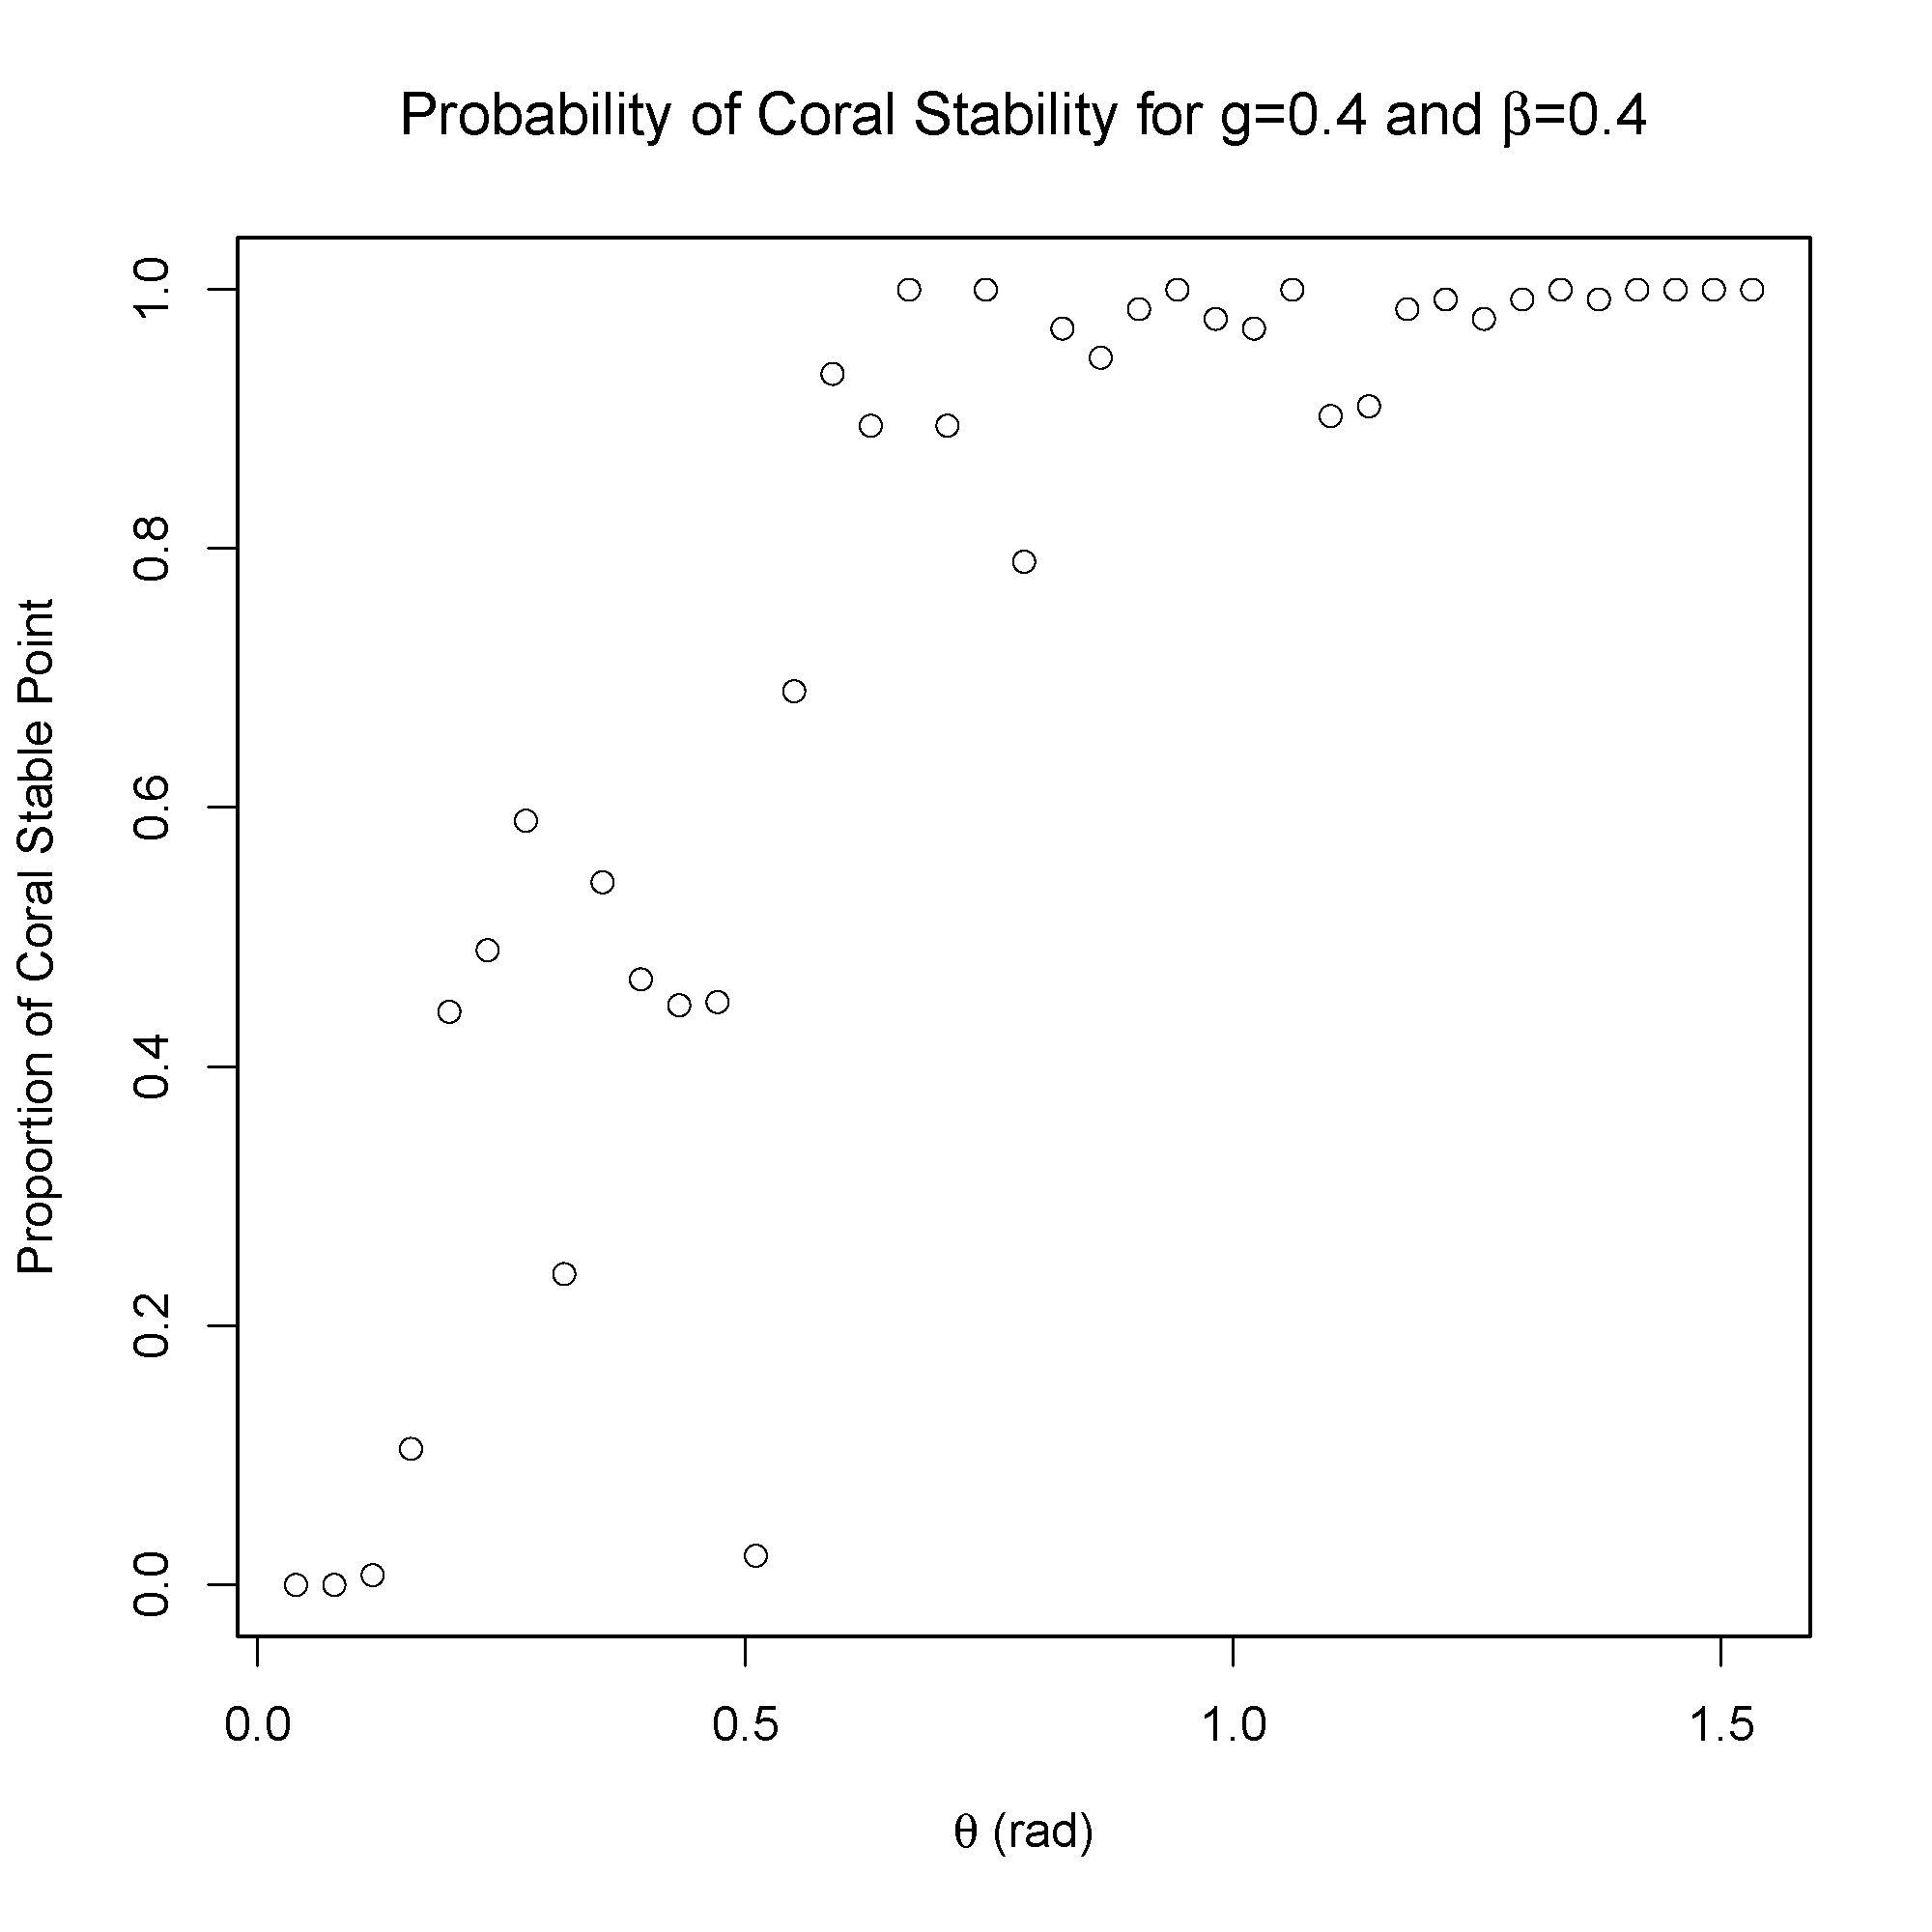 Probability of Coral Stability for g=0.4 and β=0.4
Proportion of Coral Stable Point
1.0
0.8
0.6
0.4
0.2
0.0
0.0 0.5 1.0 1.5
θ (rad)